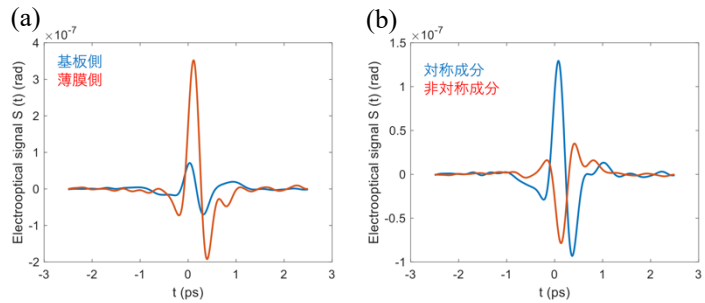 (a)
×10⁻⁷
4
3
2
1
0
-1
-2
-3 -2 -1 0 1 2 3
t (ps)
Electrooptical signal S (t) (rad)
基板側
薄膜側
(b)
×10⁻⁷
1.5
1
0.5
0
-0.5
-1
-3 -2 -1 0 1 2 3
t (ps)
Electrooptical signal S (t) (rad)
対称成分
非対称成分